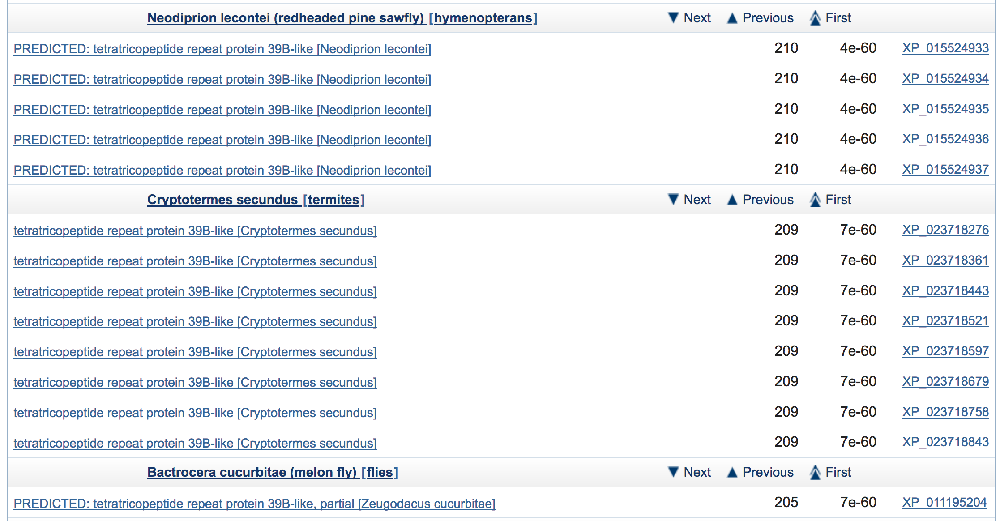 Neodiprion lecontei (redheaded pine sawfly) [hymenopterans] Next Previous First
PREDICTED: tetratricopeptide repeat protein 39B-like [Neodiprion lecontei] 210 4e-60 XP_015524933
PREDICTED: tetratricopeptide repeat protein 39B-like [Neodiprion lecontei] 210 4e-60 XP_015524934
PREDICTED: tetratricopeptide repeat protein 39B-like [Neodiprion lecontei] 210 4e-60 XP_015524935
PREDICTED: tetratricopeptide repeat protein 39B-like [Neodiprion lecontei] 210 4e-60 XP_015524936
PREDICTED: tetratricopeptide repeat protein 39B-like [Neodiprion lecontei] 210 4e-60 XP_015524937
Cryptotermes secundus [termites] Next Previous First
tetratricopeptide repeat protein 39B-like [Cryptotermes secundus] 209 7e-60 XP_023718276
tetratricopeptide repeat protein 39B-like [Cryptotermes secundus] 209 7e-60 XP_023718361
tetratricopeptide repeat protein 39B-like [Cryptotermes secundus] 209 7e-60 XP_023718443
tetratricopeptide repeat protein 39B-like [Cryptotermes secundus] 209 7e-60 XP_023718521
tetratricopeptide repeat protein 39B-like [Cryptotermes secundus] 209 7e-60 XP_023718597
tetratricopeptide repeat protein 39B-like [Cryptotermes secundus] 209 7e-60 XP_023718679
tetratricopeptide repeat protein 39B-like [Cryptotermes secundus] 209 7e-60 XP_023718758
tetratricopeptide repeat protein 39B-like [Cryptotermes secundus] 209 7e-60 XP_023718843
Bactrocera cucurbitae (melon fly) [flies] Next Previous First
PREDICTED: tetratricopeptide repeat protein 39B-like, partial [Zeugodacus cucurbitae] 205 7e-60 XP_011195204